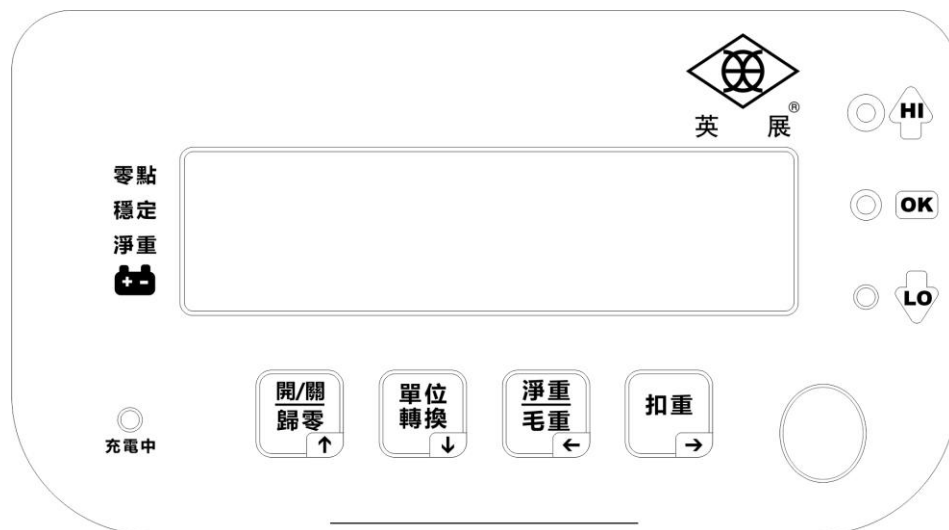 英 展
®
HI
零點
穩定
OK
淨重
+ -
LO
開/關
歸零
↑
單位
轉換
↓
淨重
毛重
←
扣重
→
充電中